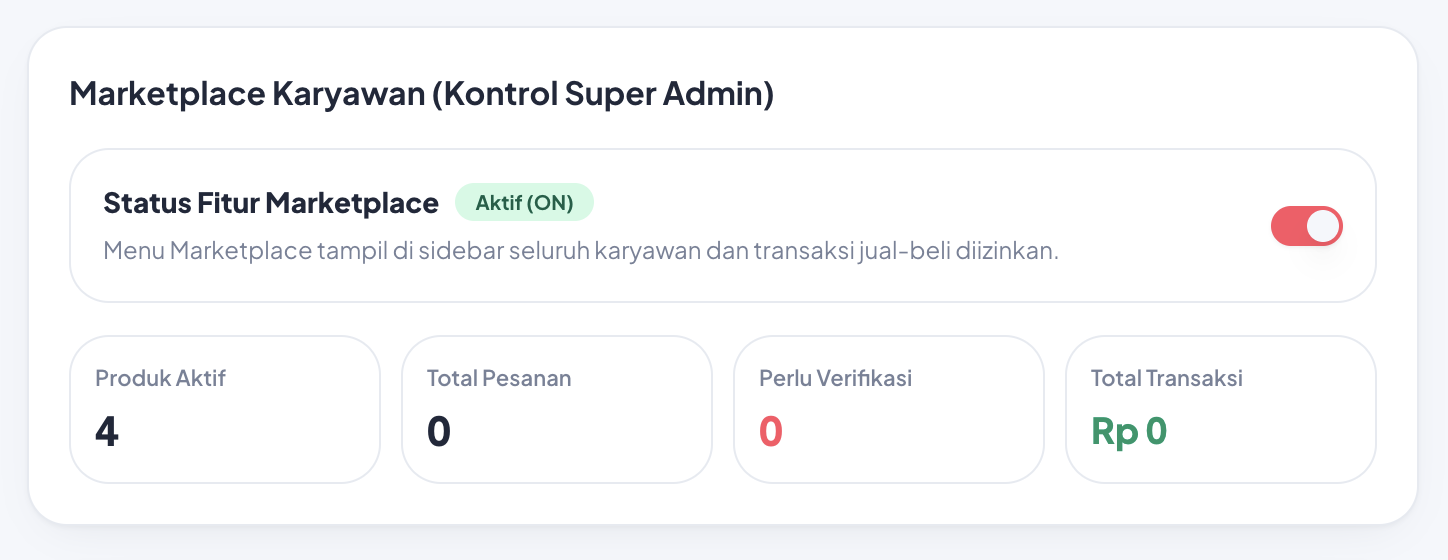 Marketplace Karyawan (Kontrol Super Admin)
Status Fitur Marketplace Aktif (ON)
Menu Marketplace tampil di sidebar seluruh karyawan dan transaksi jual-beli diizinkan.
Produk Aktif
4
Total Pesanan
0
Perlu Verifikasi
0
Total Transaksi
Rp 0